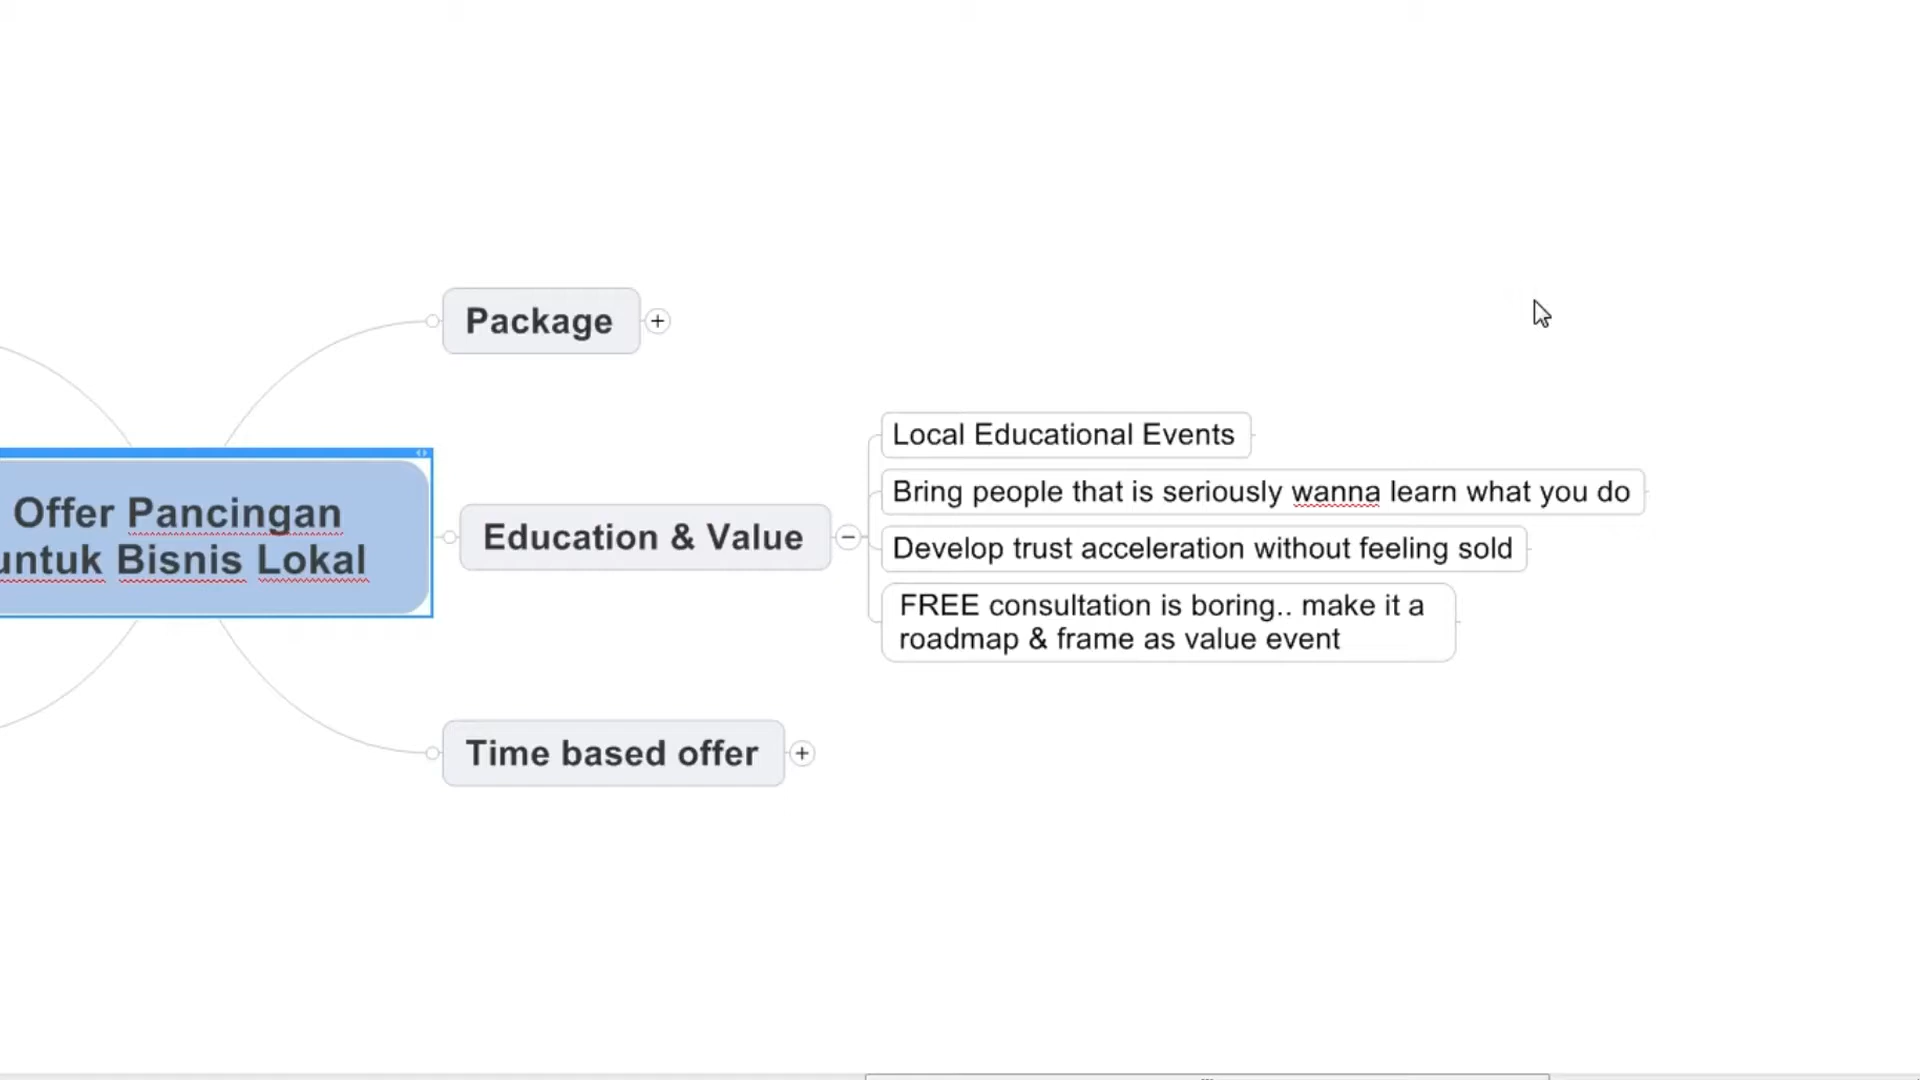 Package
Offer Pancingan
untuk Bisnis Lokal
Education & Value
Local Educational Events
Bring people that is seriously wanna learn what you do
Develop trust acceleration without feeling sold
FREE consultation is boring.. make it a
roadmap & frame as value event
Time based offer